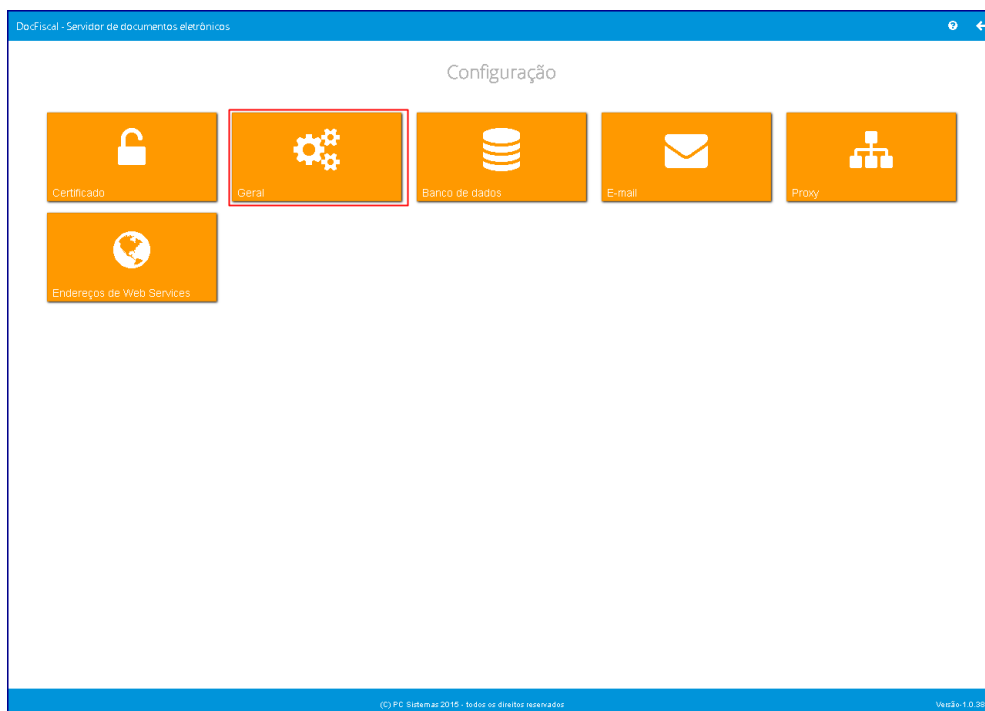 DocFiscal - Servidor de documentos eletrônicos
Configuração
Certificado
Geral
Banco de dados
E-mail
Proxy
Endereços de Web Services
(C) PC Sistemas 2015 - todos os direitos reservados
Versão-1.0.38